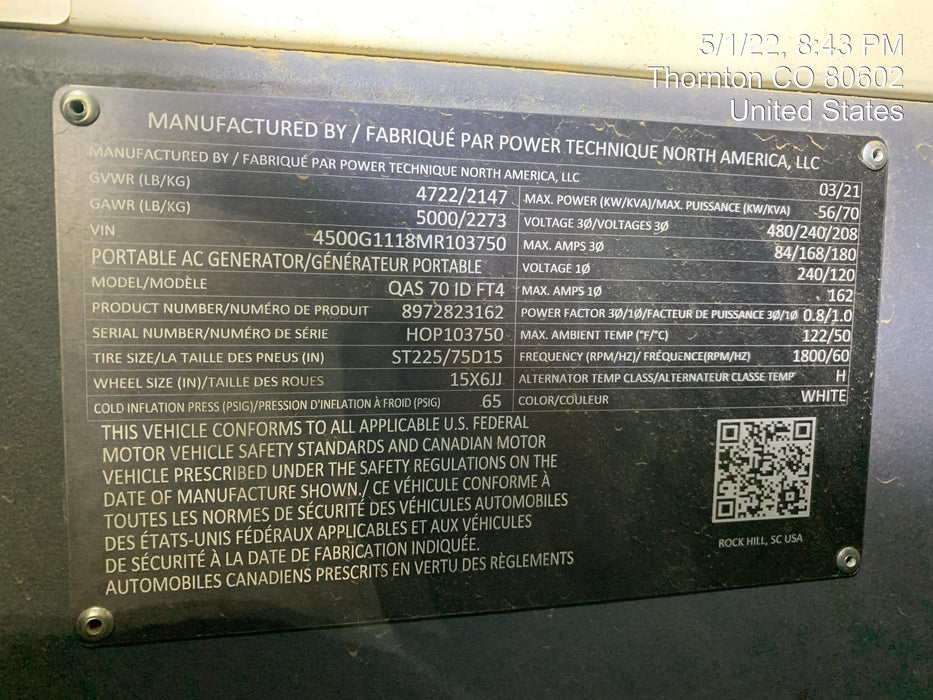 5/1/22, 8:43 PM
Thornton CO 80602
United States
MANUFACTURED BY / FABRIQUÉ PAR POWER TECHNIQUE NORTH AMERICA, LLC
MANUFACTURED BY / FABRIQUÉ PAR POWER TECHNIQUE NORTH AMERICA, LLC 03/21
GVWR (LB/KG) 4722/2147
GAWR (LB/KG) 5000/2273
VIN 4500G1118MR103750
PORTABLE AC GENERATOR/GÉNÉRATEUR PORTABLE
MODEL/MODÈLE QAS 70 ID FT4
PRODUCT NUMBER/NUMÉRO DE PRODUIT 8972823162
SERIAL NUMBER/NUMÉRO DE SÉRIE HOP103750
TIRE SIZE/LA TAILLE DES PNEUS (IN) ST225/75D15
WHEEL SIZE (IN)/TAILLE DES ROUES 15X6JJ
COLD INFLATION PRESS (PSIG)/PRESSION D'INFLATION À FROID (PSIG) 65
MAX. POWER (KW/KVA)/MAX. PUISSANCE (KW/KVA) 56/70
VOLTAGE 3Ø/VOLTAGES 3Ø 480/240/208
MAX. AMPS 3Ø 84/168/180
VOLTAGE 1Ø 240/120
MAX. AMPS 1Ø 162
POWER FACTOR 3Ø/1Ø/FACTEUR DE PUISSANCE 3Ø/1Ø 0.8/1.0
MAX. AMBIENT TEMP (°F/°C) 122/50
FREQUENCY (RPM/HZ)/ FRÉQUENCE(RPM/HZ) 1800/60
ALTERNATOR TEMP CLASS/ALTERNATEUR CLASSE TEMP H
COLOR/COULEUR WHITE
THIS VEHICLE CONFORMS TO ALL APPLICABLE U.S. FEDERAL
MOTOR VEHICLE SAFETY STANDARDS AND CANADIAN MOTOR
VEHICLE PRESCRIBED UNDER THE SAFETY REGULATIONS ON THE
DATE OF MANUFACTURE SHOWN./ CE VÉHICULE CONFORME À
TOUTES LES NORMES DE SÉCURITÉ DES VÉHICULES AUTOMOBILES
DES ÉTATS-UNIS FÉDÉRAUX APPLICABLES ET AUX VÉHICULES
DE SÉCURITÉ À LA DATE DE FABRICATION INDIQUÉE.
AUTOMOBILES CANADIENS PRESCRITS EN VERTU DES RÈGLEMENTS
ROCK HILL, SC USA